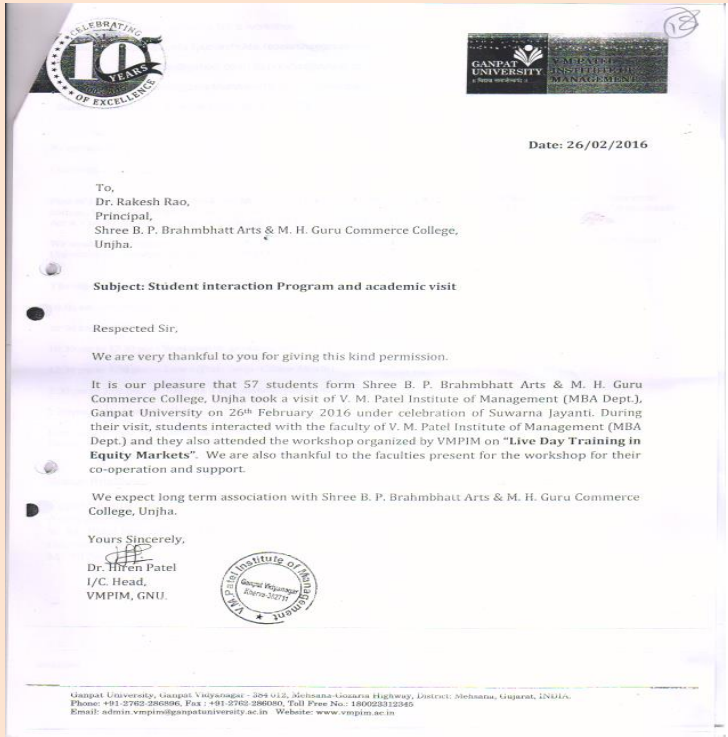 18
CELEBRATING
10
YEARS
OF EXCELLENCE
GANPAT
UNIVERSITY
॥ विद्यया समाजोत्कर्षः ॥
V. M. PATEL
INSTITUTE OF
MANAGEMENT
Date: 26/02/2016
To,
Dr. Rakesh Rao,
Principal,
Shree B. P. Brahmbhatt Arts & M. H. Guru Commerce College,
Unjha.
Subject: Student interaction Program and academic visit
Respected Sir,
We are very thankful to you for giving this kind permission.
It is our pleasure that 57 students form Shree B. P. Brahmbhatt Arts & M. H. Guru
Commerce College, Unjha took a visit of V. M. Patel Institute of Management (MBA Dept.),
Ganpat University on 26th February 2016 under celebration of Suwarna Jayanti. During
their visit, students interacted with the faculty of V. M. Patel Institute of Management (MBA
Dept.) and they also attended the workshop organized by VMPIM on "Live Day Training in
Equity Markets". We are also thankful to the faculties present for the workshop for their
co-operation and support.
We expect long term association with Shree B. P. Brahmbhatt Arts & M. H. Guru Commerce
College, Unjha.
Yours Sincerely,
Dr. Hiren Patel
I/C. Head,
VMPIM, GNU.
V.M.Patel Institute of Management
Ganpat Vidyanagar
Kherva-382711
Ganpat University, Ganpat Vidyanagar - 384 012, Mehsana-Gozaria Highway, District: Mehsana, Gujarat, INDIA.
Phone: +91-2762-286896, Fax : +91-2762-286080, Toll Free No.: 180023312345
Email: admin.vmpim@ganpatuniversity.ac.in Website: www.vmpim.ac.in